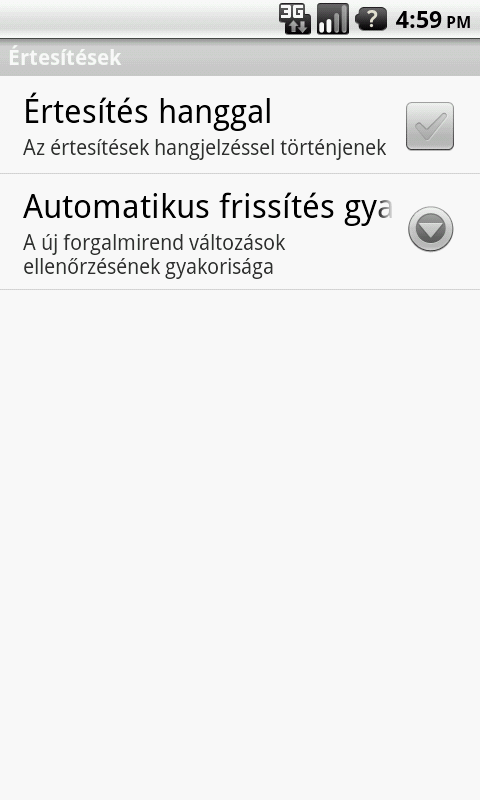 3G ? 4:59 PM
Értesítések
Értesítés hanggal
Az értesítések hangjelzéssel történjenek
Automatikus frissítés gya
A új forgalmirend változások
ellenőrzésének gyakorisága